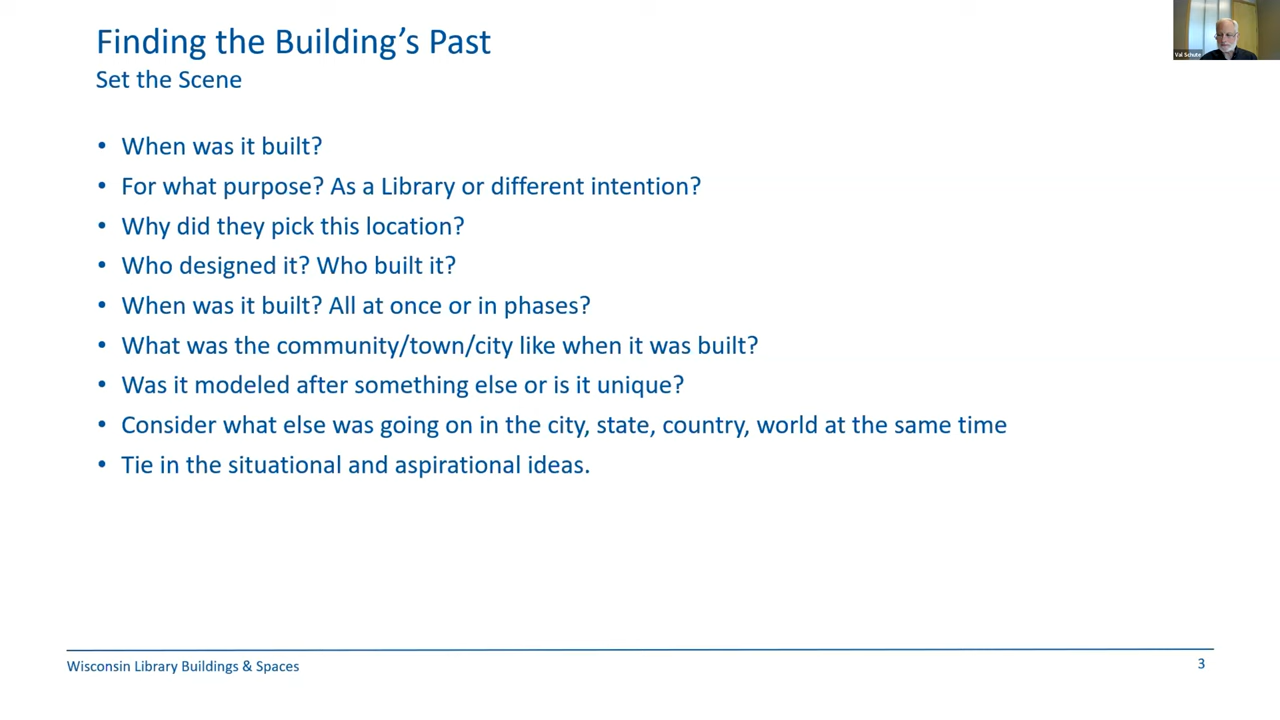 Finding the Building's Past
Set the Scene
Val Schute
• When was it built?
• For what purpose? As a Library or different intention?
• Why did they pick this location?
• Who designed it? Who built it?
• When was it built? All at once or in phases?
• What was the community/town/city like when it was built?
• Was it modeled after something else or is it unique?
• Consider what else was going on in the city, state, country, world at the same time
• Tie in the situational and aspirational ideas.
Wisconsin Library Buildings & Spaces
3